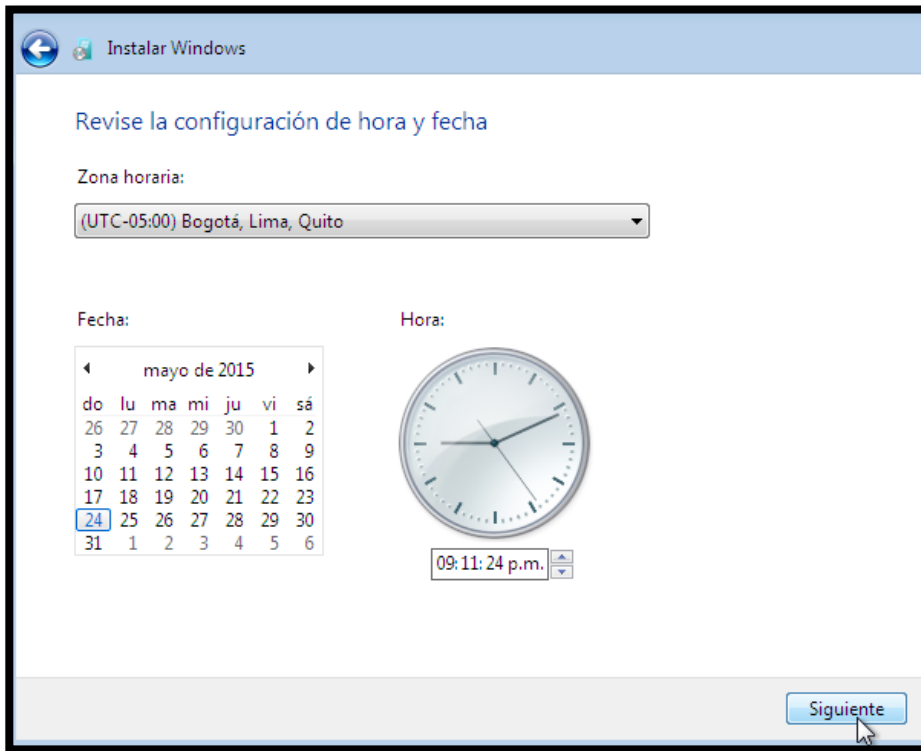 Instalar Windows
Revise la configuración de hora y fecha
Zona horaria:
(UTC-05:00) Bogotá, Lima, Quito
Fecha:
Hora:
mayo de 2015
do lu ma mi ju vi sá
26 27 28 29 30 1 2
3 4 5 6 7 8 9
10 11 12 13 14 15 16
17 18 19 20 21 22 23
24 25 26 27 28 29 30
31 1 2 3 4 5 6
09:11:24 p.m.
Siguiente